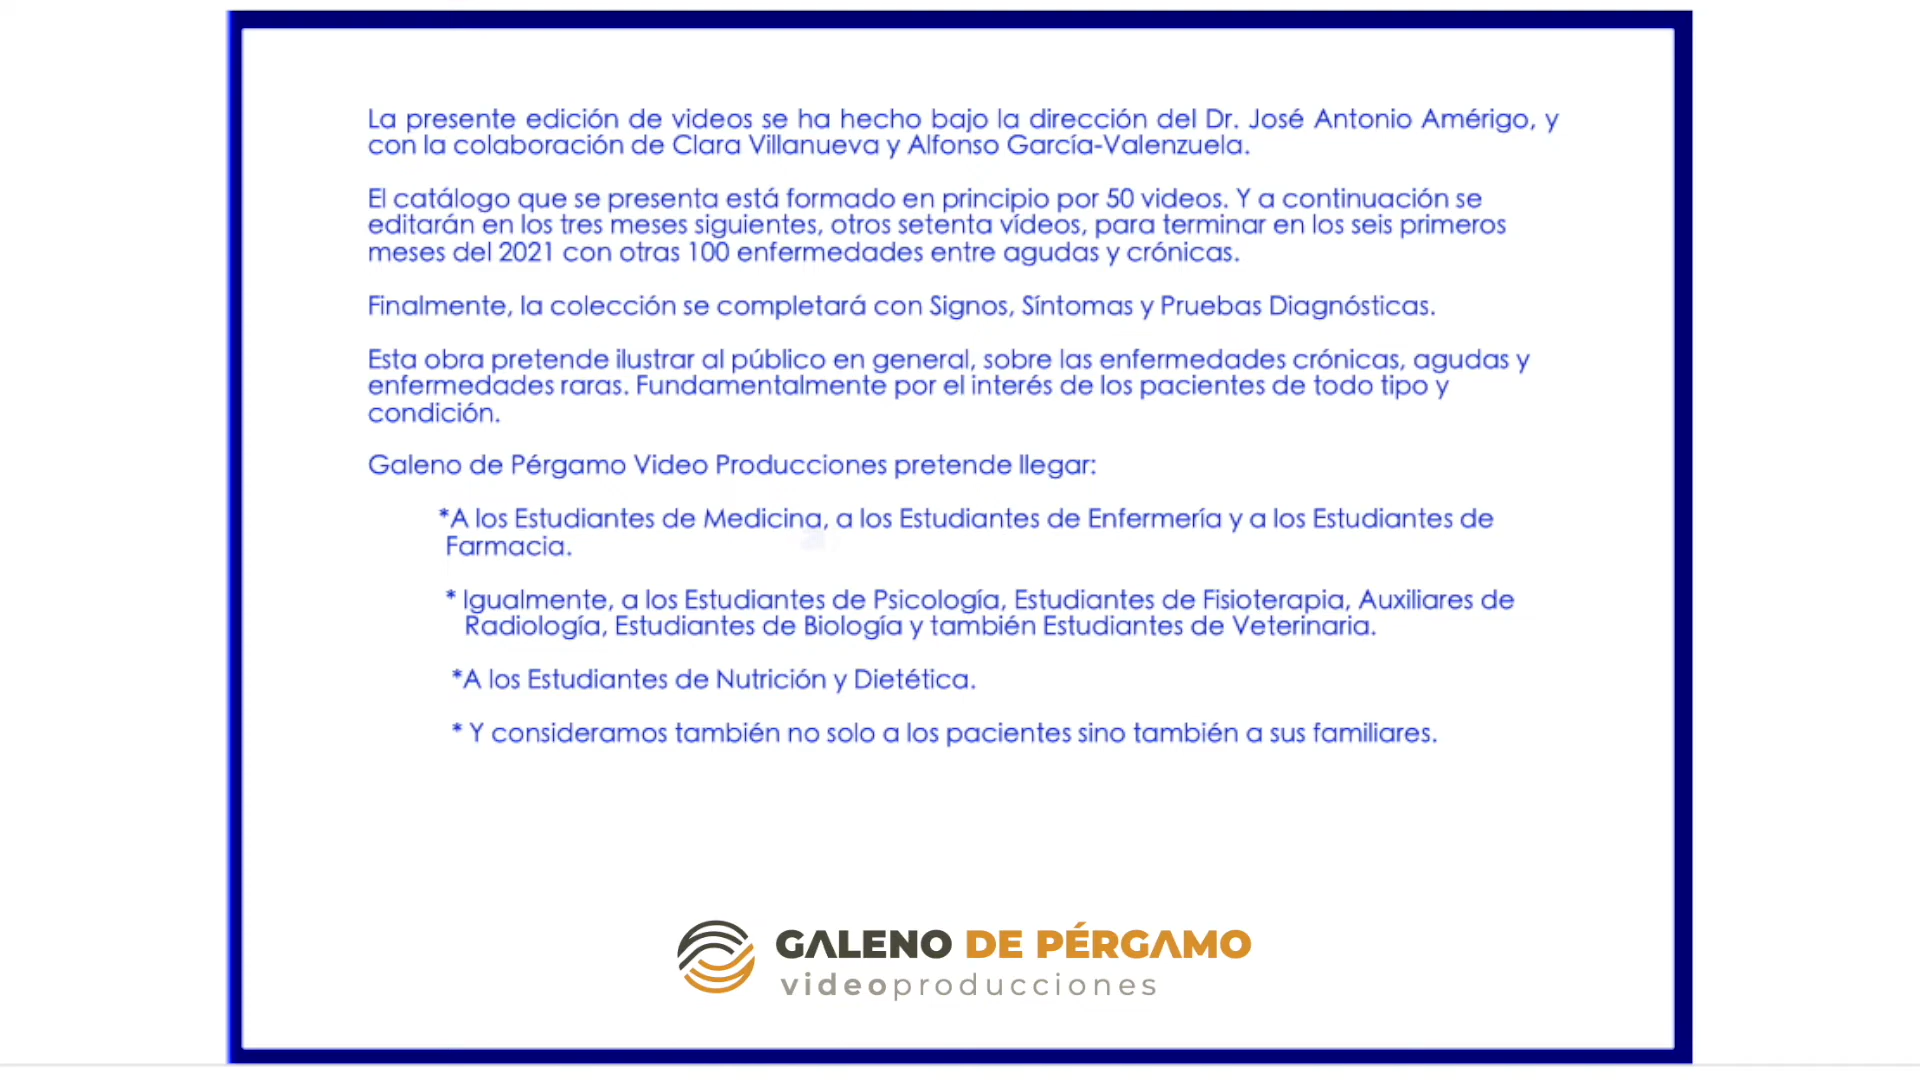 La presente edición de videos se ha hecho bajo la dirección del Dr. José Antonio Amérigo, y
con la colaboración de Clara Villanueva y Alfonso García-Valenzuela.
El catálogo que se presenta está formado en principio por 50 videos. Y a continuación se
editarán en los tres meses siguientes, otros setenta vídeos, para terminar en los seis primeros
meses del 2021 con otras 100 enfermedades entre agudas y crónicas.
Finalmente, la colección se completará con Signos, Síntomas y Pruebas Diagnósticas.
Esta obra pretende ilustrar al público en general, sobre las enfermedades crónicas, agudas y
enfermedades raras. Fundamentalmente por el interés de los pacientes de todo tipo y
condición.
Galeno de Pérgamo Video Producciones pretende llegar:
*A los Estudiantes de Medicina, a los Estudiantes de Enfermería y a los Estudiantes de
Farmacia.
* Igualmente, a los Estudiantes de Psicología, Estudiantes de Fisioterapia, Auxiliares de
Radiología, Estudiantes de Biología y también Estudiantes de Veterinaria.
*A los Estudiantes de Nutrición y Dietética.
* Y consideramos también no solo a los pacientes sino también a sus familiares.
GALENO DE PÉRGAMO
videoproducciones